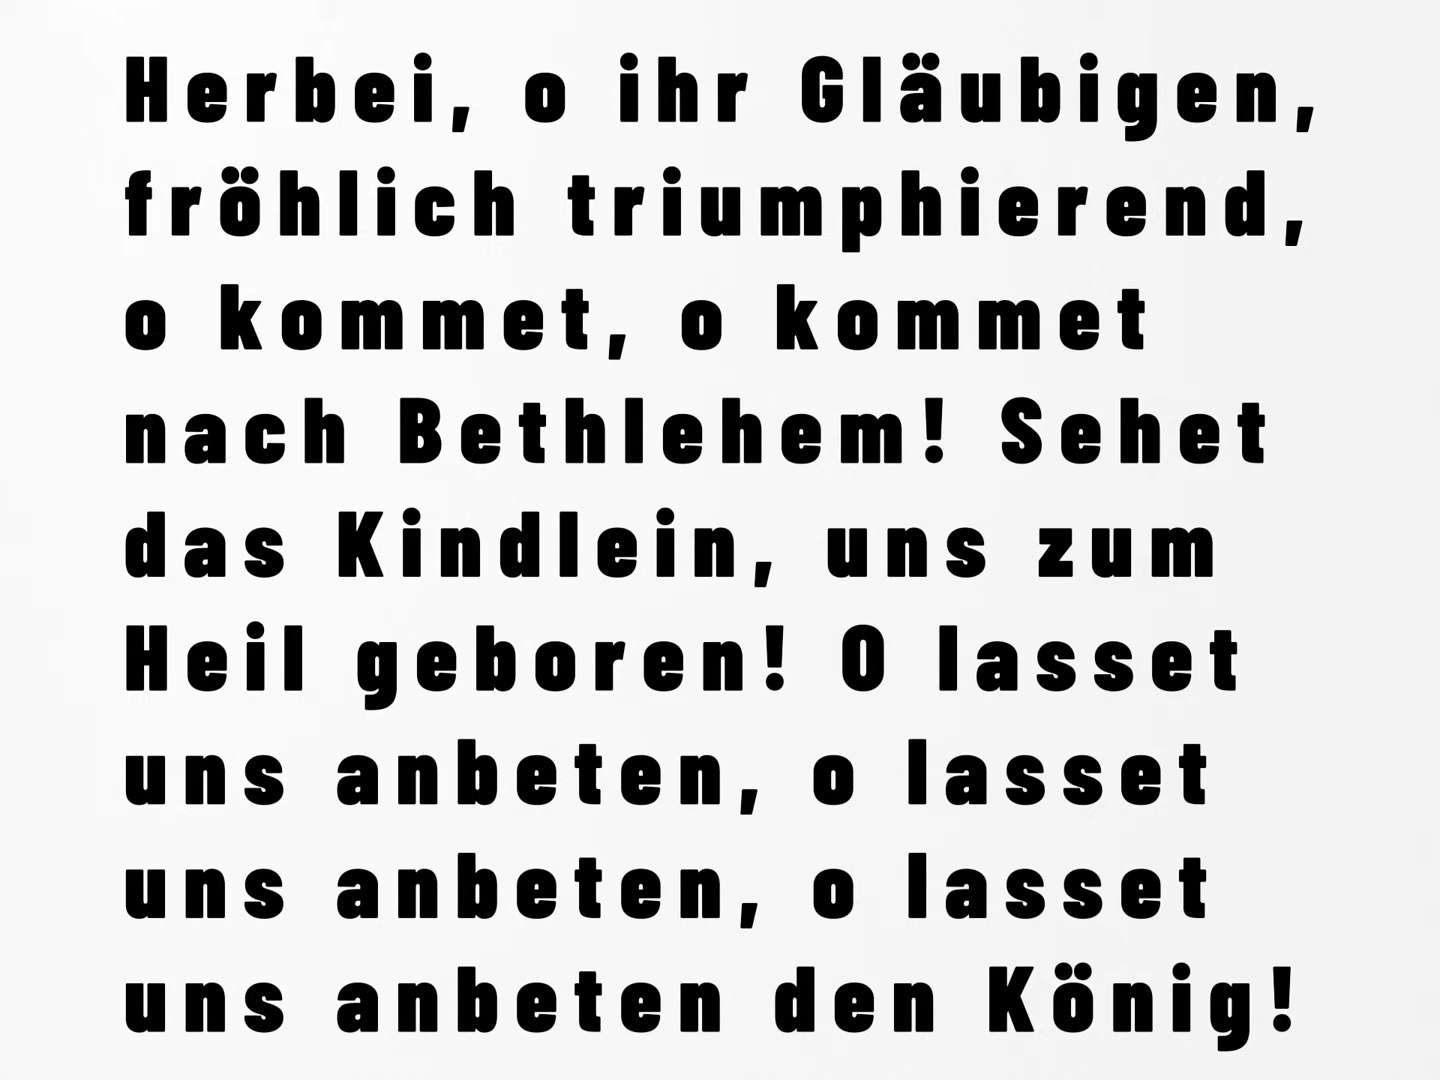 Herbei, o ihr Gläubigen,
fröhlich triumphierend,
o kommet, o kommet
nach Bethlehem! Sehet
das Kindlein, uns zum
Heil geboren! O lasset
uns anbeten, o lasset
uns anbeten, o lasset
uns anbeten den König!